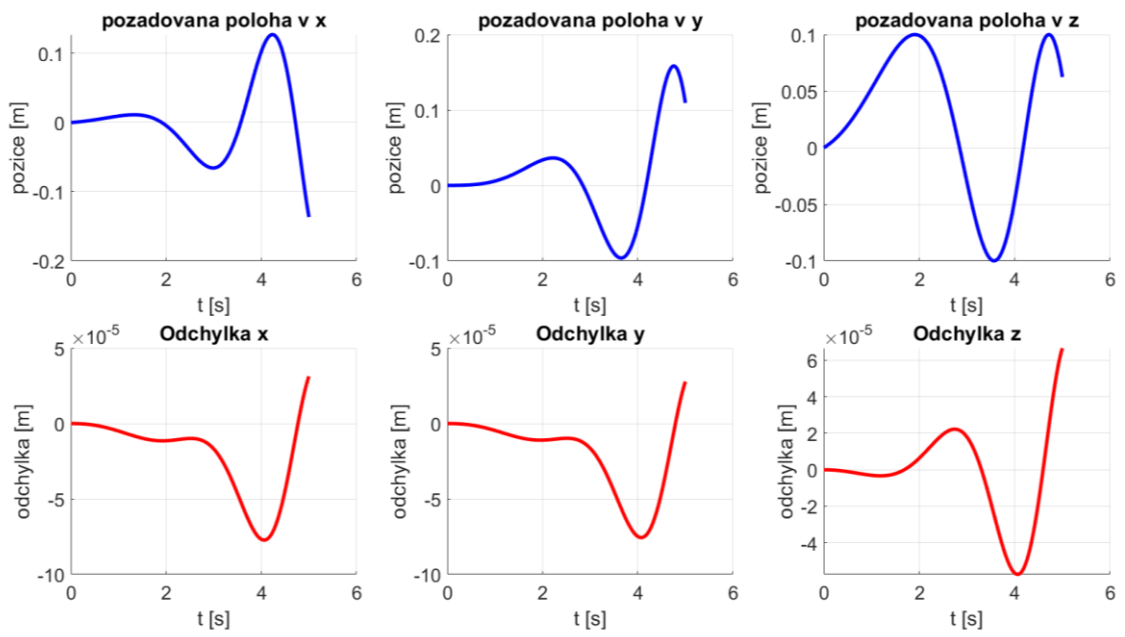 pozadovana poloha v x
pozice [m]
0.1
0
-0.1
-0.2
0 2 4 6
t [s]
pozadovana poloha v y
pozice [m]
0.2
0.1
0
-0.1
0 2 4 6
t [s]
pozadovana poloha v z
pozice [m]
0.1
0.05
0
-0.05
-0.1
0 2 4 6
t [s]
Odchylka x
×10⁻⁵
odchylka [m]
5
0
-5
-10
0 2 4 6
t [s]
Odchylka y
×10⁻⁵
odchylka [m]
5
0
-5
-10
0 2 4 6
t [s]
Odchylka z
×10⁻⁵
odchylka [m]
6
4
2
0
-2
-4
0 2 4 6
t [s]